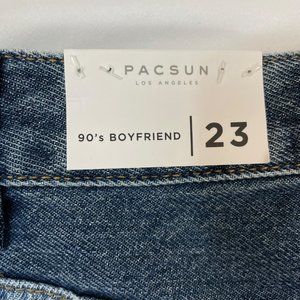 PACSUN
LOS ANGELES
90's BOYFRIEND | 23